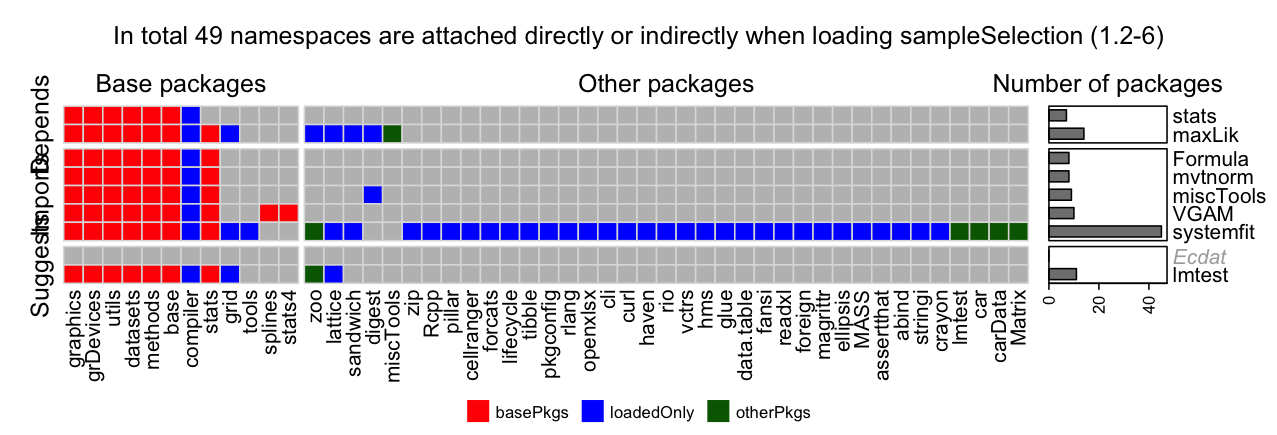 In total 49 namespaces are attached directly or indirectly when loading sampleSelection (1.2-6)
Base packages
Other packages
Number of packages
Depends
Imports
Suggests
stats
maxLik
Formula
mvtnorm
miscTools
VGAM
systemfit
Ecdat
lmtest
0
20
40
graphics
grDevices
utils
datasets
methods
base
compiler
stats
grid
tools
splines
stats4
zoo
lattice
sandwich
digest
miscTools
zip
Rcpp
pillar
cellranger
forcats
lifecycle
tibble
pkgconfig
rlang
openxlsx
cli
curl
haven
rio
vctrs
hms
glue
data.table
fansi
readxl
foreign
magrittr
ellipsis
MASS
assertthat
abind
stringi
crayon
lmtest
car
carData
Matrix
basePkgs
loadedOnly
otherPkgs